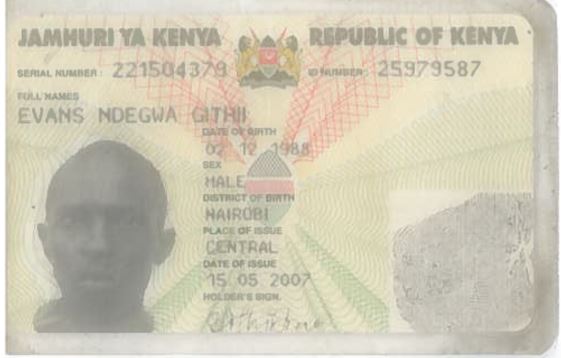 JAMHURI YA KENYA REPUBLIC OF KENYA
SERIAL NUMBER: 221504379 ID NUMBER: 25979587
FULL NAMES
EVANS NDEGWA GITHII
DATE OF BIRTH
02 12 1988
SEX
MALE
DISTRICT OF BIRTH
NAIROBI
PLACE OF ISSUE
CENTRAL
DATE OF ISSUE
15 05 2007
HOLDER'S SIGN.